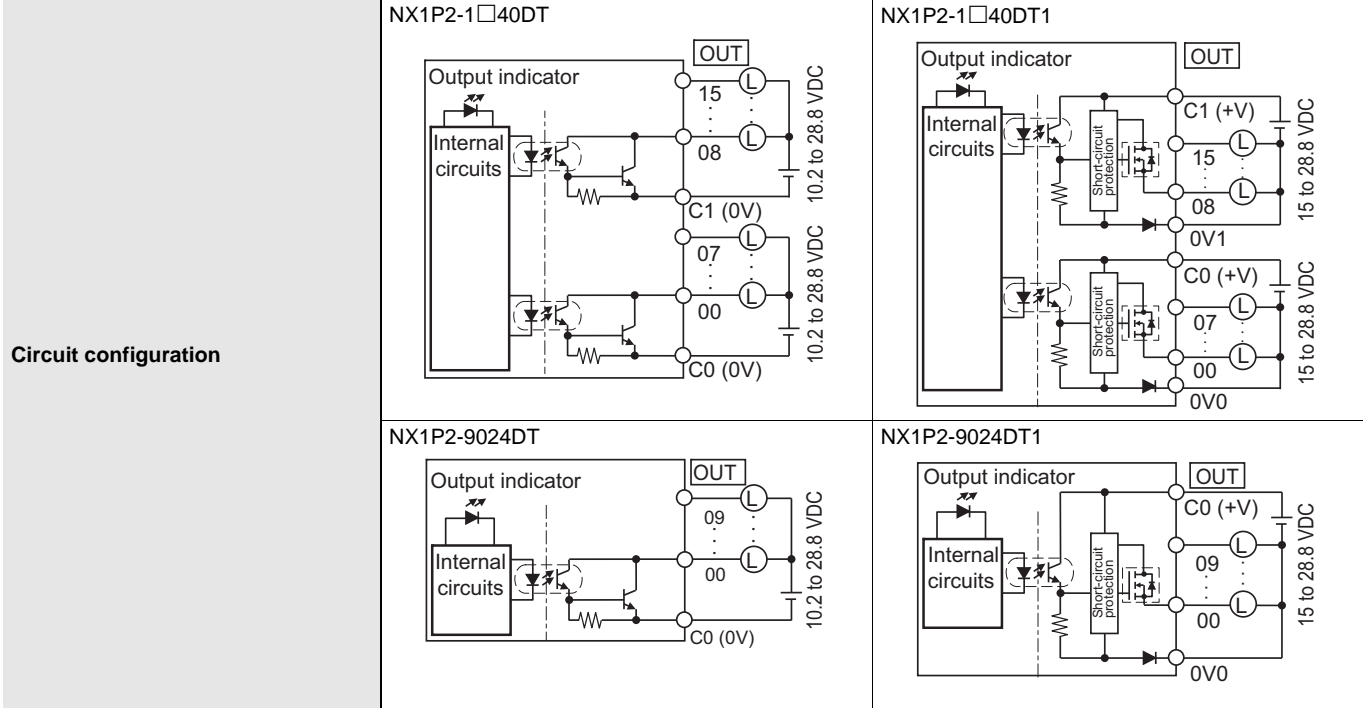 Circuit configuration
NX1P2-1□40DT
OUT
Output indicator
Internal
circuits
15
08
C1 (0V)
10.2 to 28.8 VDC
07
00
C0 (0V)
10.2 to 28.8 VDC
L
L
L
L
NX1P2-1□40DT1
OUT
Output indicator
Internal
circuits
Short-circuit
protection
C1 (+V)
15
08
0V1
15 to 28.8 VDC
Short-circuit
protection
C0 (+V)
07
00
0V0
15 to 28.8 VDC
L
L
L
L
NX1P2-9024DT
OUT
Output indicator
Internal
circuits
09
00
C0 (0V)
10.2 to 28.8 VDC
L
L
NX1P2-9024DT1
OUT
Output indicator
Internal
circuits
Short-circuit
protection
C0 (+V)
09
00
0V0
15 to 28.8 VDC
L
L